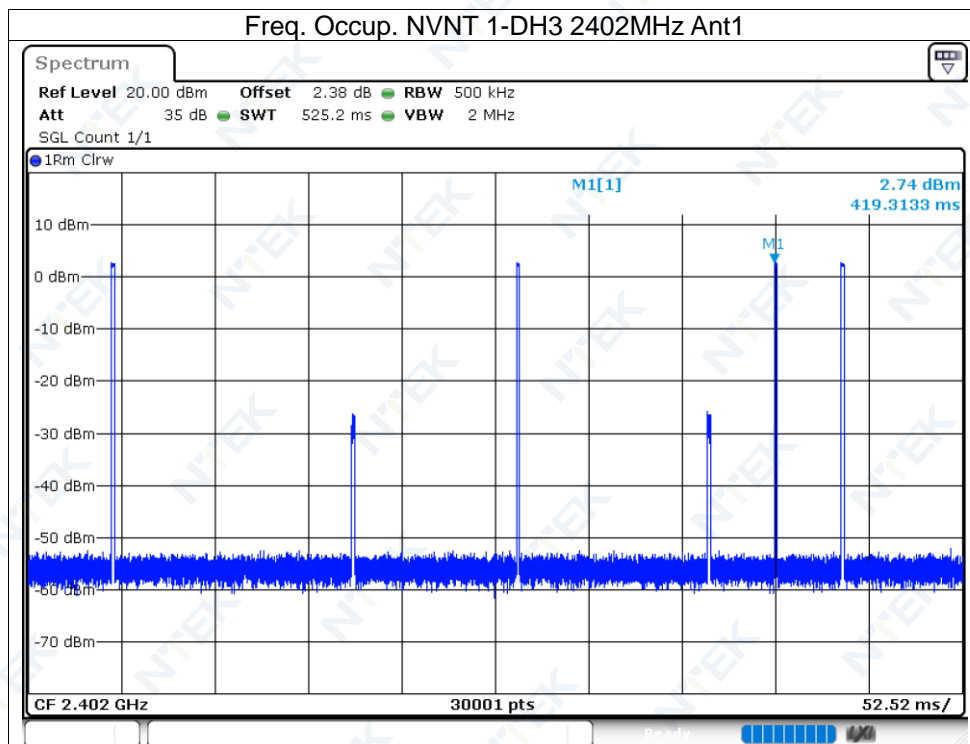 Freq. Occup. NVNT 1-DH3 2402MHz Ant1
Spectrum
Ref Level 20.00 dBm Offset 2.38 dB RBW 500 kHz
Att 35 dB SWT 525.2 ms VBW 2 MHz
SGL Count 1/1
1Rm Clrw
M1[1] 2.74 dBm
419.3133 ms
10 dBm
M1
0 dBm
-10 dBm
-20 dBm
-30 dBm
-40 dBm
-50 dBm
-60 dBm
-70 dBm
CF 2.402 GHz 30001 pts 52.52 ms/
Ready LXI